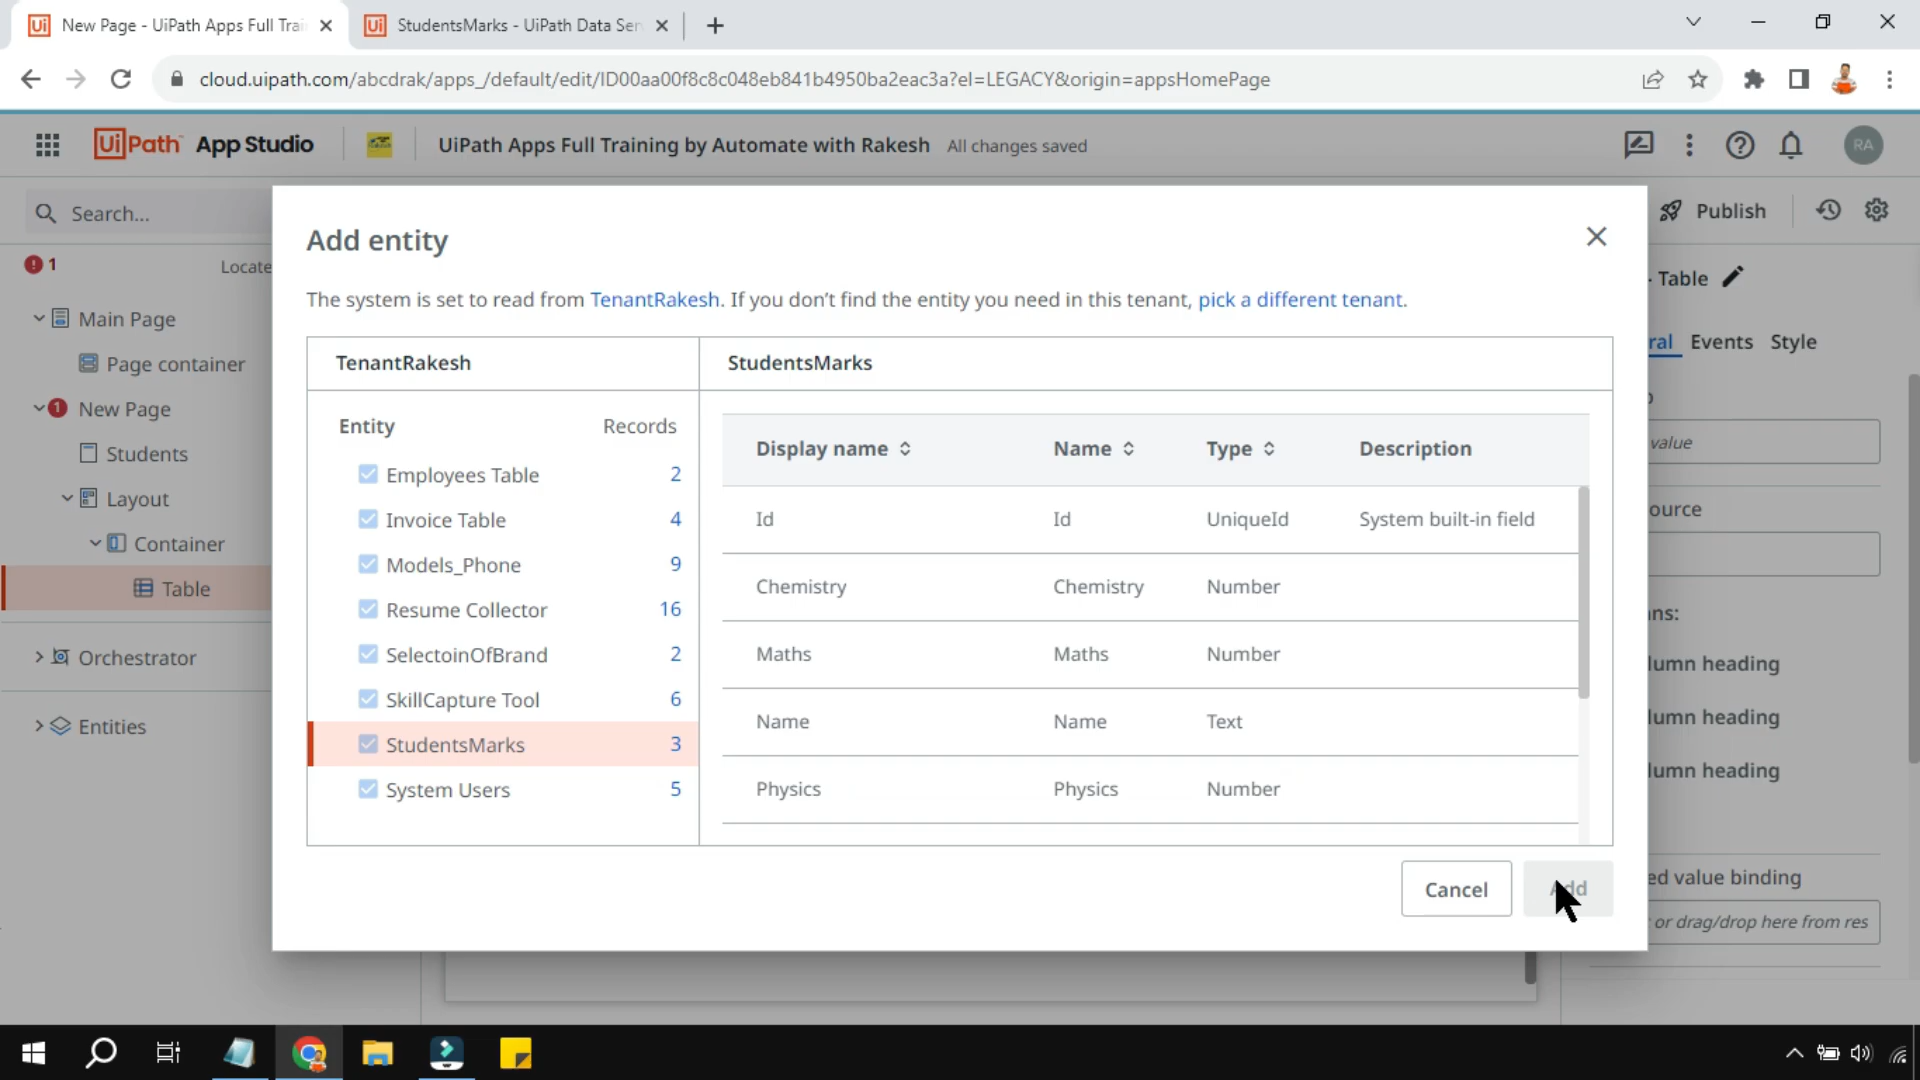 New Page - UiPath Apps Full Trai
StudentsMarks - UiPath Data Ser
cloud.uipath.com/abcdrak/apps_/default/edit/ID00aa00f8c8c048eb841b4950ba2eac3a?el=LEGACY&origin=appsHomePage
UiPath App Studio
UiPath Apps Full Training by Automate with Rakesh All changes saved
RA
Search...
Publish
1
Locate
Main Page
Page container
1 New Page
Students
Layout
Container
Table
Orchestrator
Entities
Add entity
The system is set to read from TenantRakesh. If you don't find the entity you need in this tenant, pick a different tenant.
TenantRakesh
StudentsMarks
Entity Records
Employees Table 2
Invoice Table 4
Models_Phone 9
Resume Collector 16
SelectoinOfBrand 2
SkillCapture Tool 6
StudentsMarks 3
System Users 5
Display name Name Type Description
Id Id UniqueId System built-in field
Chemistry Chemistry Number
Maths Maths Number
Name Name Text
Physics Physics Number
Cancel Add
Table
ral Events Style
value
ource
ns:
lumn heading
lumn heading
lumn heading
ed value binding
or drag/drop here from res